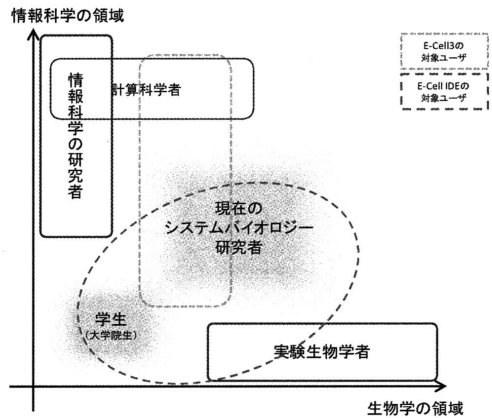 情報科学の領域
E-Cell3の
対象ユーザ
E-Cell IDEの
対象ユーザ
情報科学の研究者
計算科学者
現在の
システムバイオロジー
研究者
学生
(大学院生)
実験生物学者
生物学の領域